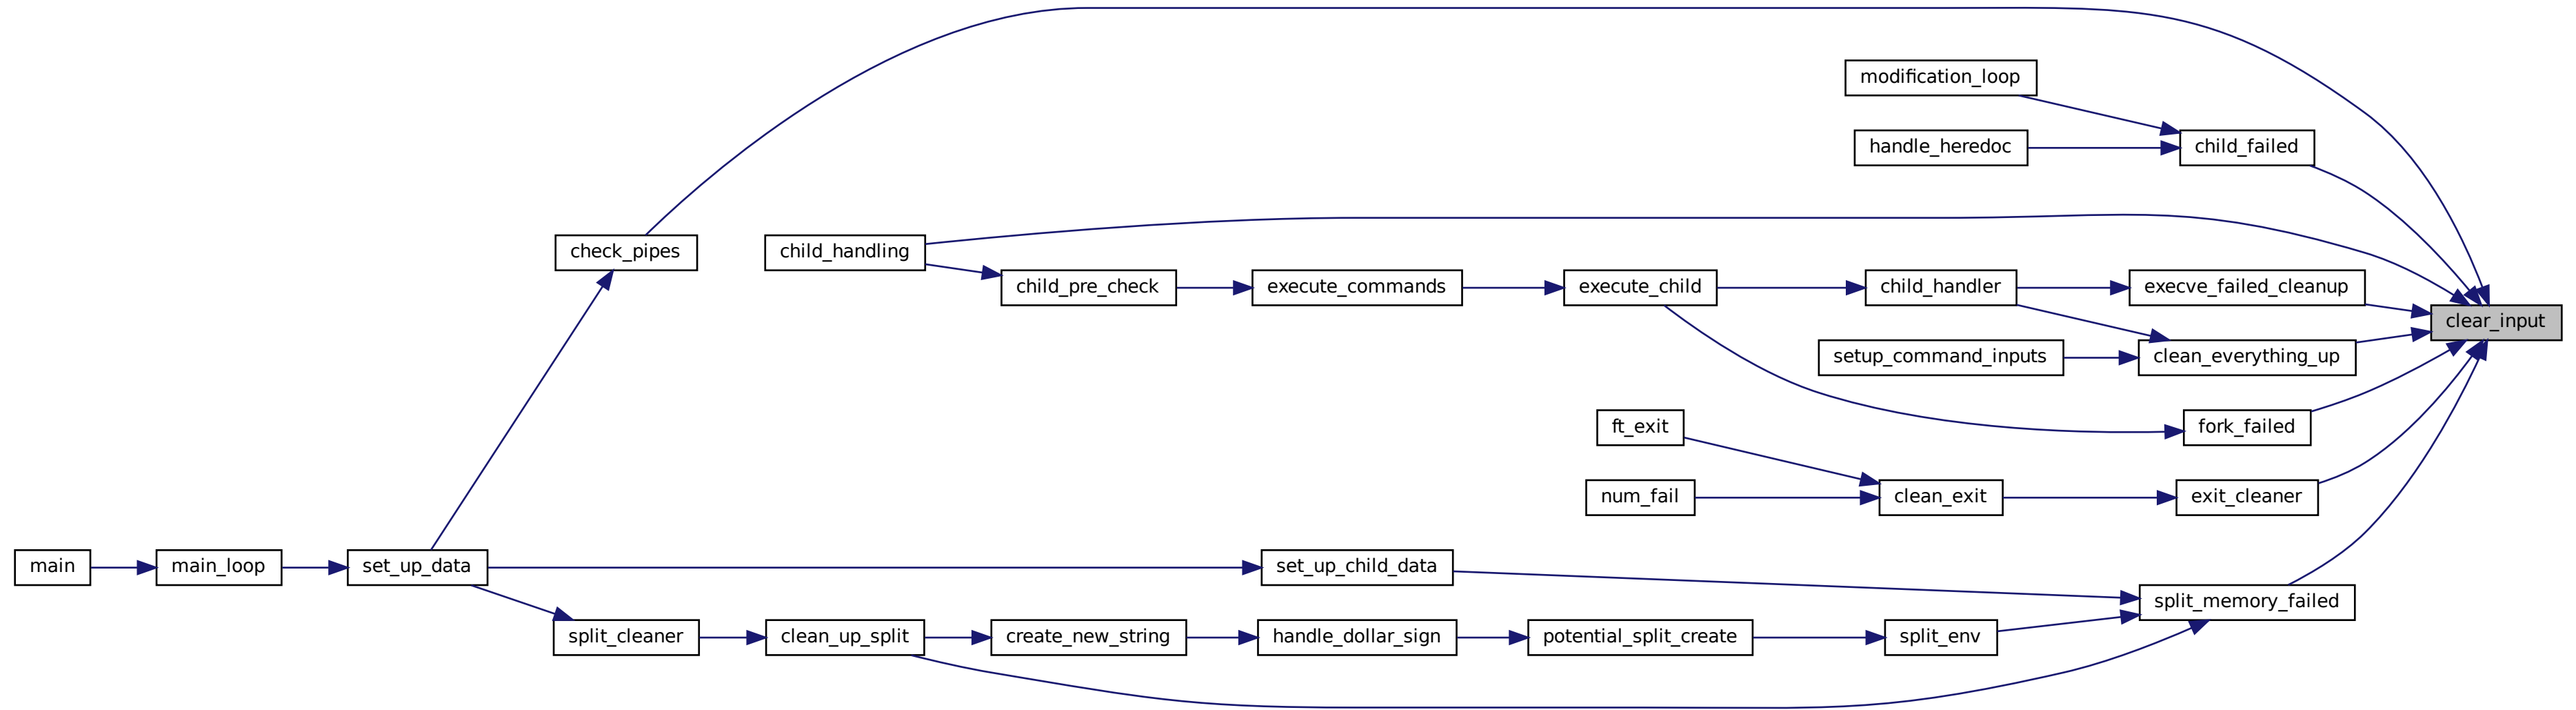 modification_loop
handle_heredoc
child_failed
check_pipes
child_handling
child_pre_check
execute_commands
execute_child
child_handler
execve_failed_cleanup
clear_input
setup_command_inputs
clean_everything_up
ft_exit
fork_failed
num_fail
clean_exit
exit_cleaner
main
main_loop
set_up_data
set_up_child_data
split_memory_failed
split_cleaner
clean_up_split
create_new_string
handle_dollar_sign
potential_split_create
split_env